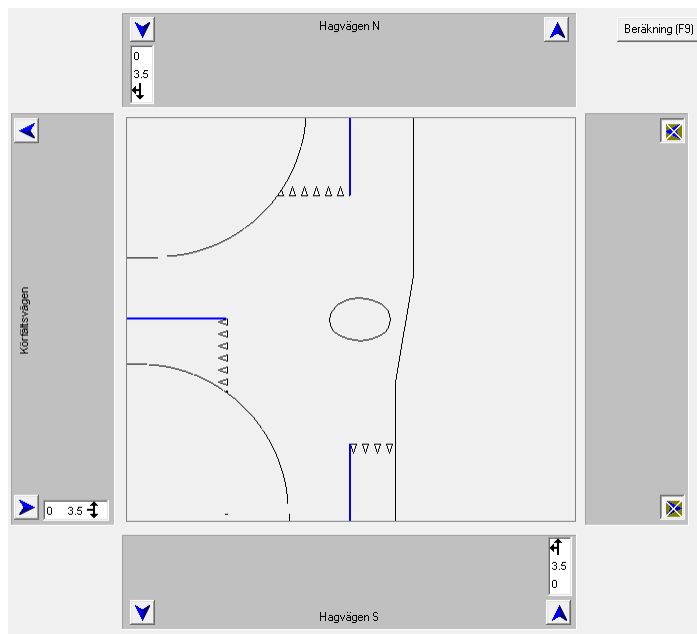 Hagvägen N
Beräkning (F9)
0
3.5
Körfältsvägen
0 3.5
3.5
0
Hagvägen S